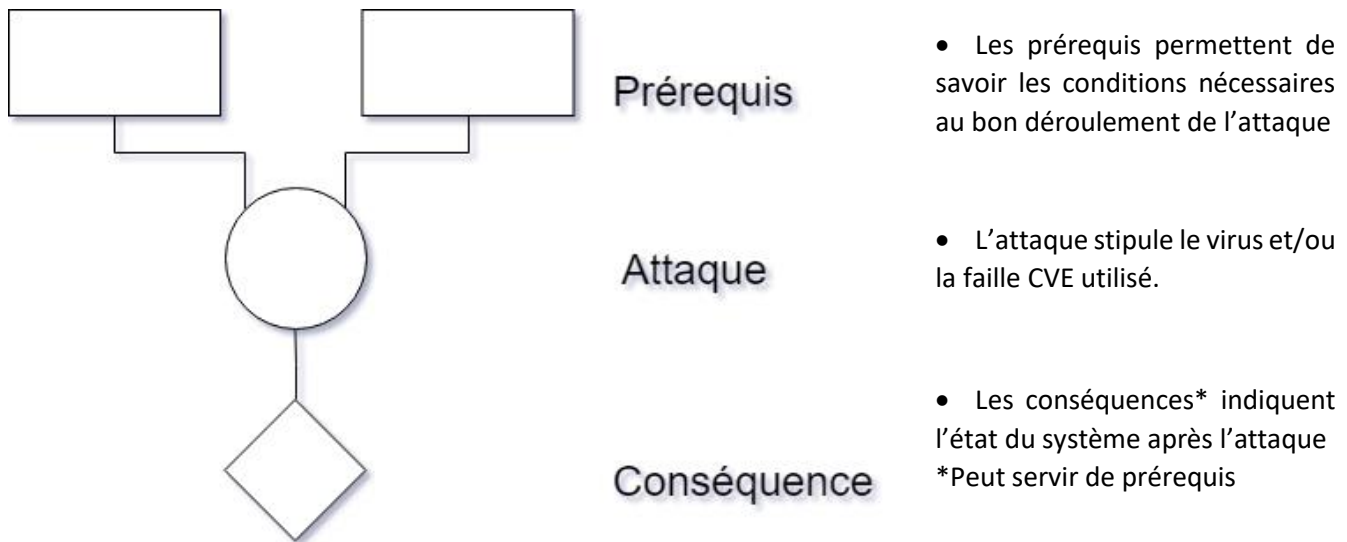 Prérequis
• Les prérequis permettent de
savoir les conditions nécessaires
au bon déroulement de l’attaque
Attaque
• L’attaque stipule le virus et/ou
la faille CVE utilisé.
Conséquence
• Les conséquences* indiquent
l’état du système après l’attaque
*Peut servir de prérequis